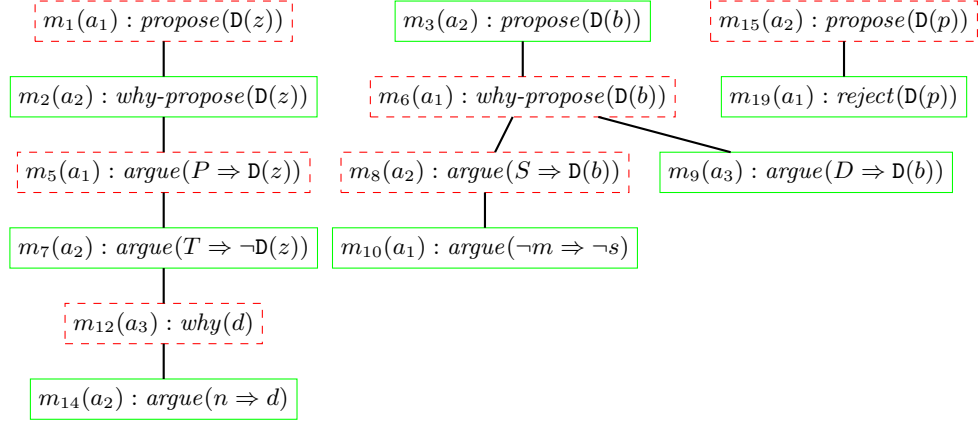 m₁(a₁) : propose(D(z))
m₂(a₂) : why-propose(D(z))
m₅(a₁) : argue(P ⇒ D(z))
m₇(a₂) : argue(T ⇒ ¬D(z))
m₁₂(a₃) : why(d)
m₁₄(a₂) : argue(n ⇒ d)
m₃(a₂) : propose(D(b))
m₆(a₁) : why-propose(D(b))
m₈(a₂) : argue(S ⇒ D(b))
m₉(a₃) : argue(D ⇒ D(b))
m₁₀(a₁) : argue(¬m ⇒ ¬s)
m₁₅(a₂) : propose(D(p))
m₁₉(a₁) : reject(D(p))